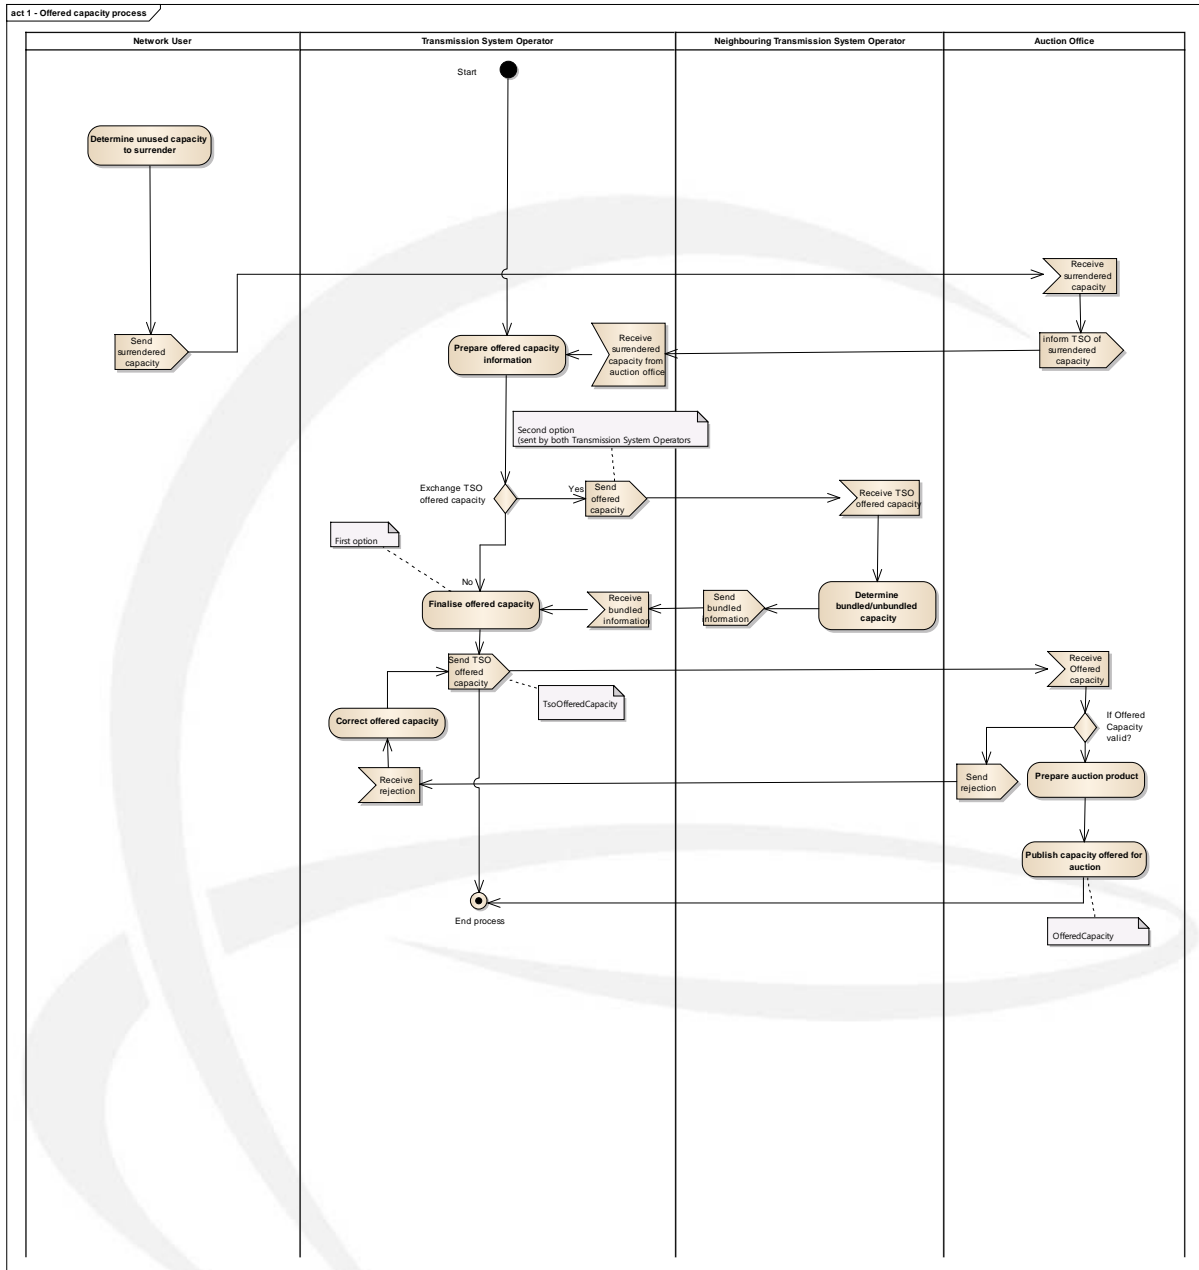 act 1 - Offered capacity process
Network User
Transmission System Operator
Neighbouring Transmission System Operator
Auction Office
Start
Determine unused capacity
to surrender
Receive
surrendered
capacity
Send
surrendered
capacity
Prepare offered capacity
information
Receive
surrendered
capacity from
auction office
inform TSO of
surrendered
capacity
Second option
(sent by both Transmission System Operators
Exchange TSO
offered capacity
Yes
Send
offered
capacity
Receive TSO
offered capacity
First option
No
Finalise offered capacity
Receive
bundled
information
Send
bundled
information
Determine
bundled/unbundled
capacity
Send TSO
offered
capacity
Receive
Offered
capacity
TsoOfferedCapacity
Correct offered capacity
If Offered
Capacity
valid?
Receive
rejection
Send
rejection
Prepare auction product
Publish capacity offered for
auction
End process
OfferedCapacity